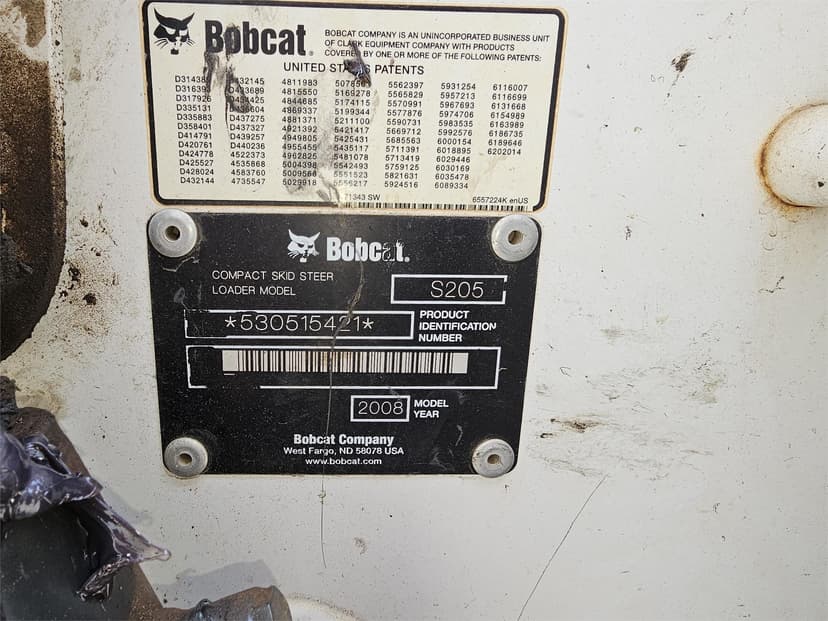 Bobcat®
BOBCAT COMPANY IS AN UNINCORPORATED BUSINESS UNIT
OF CLARK EQUIPMENT COMPANY WITH PRODUCTS
COVERED BY ONE OR MORE OF THE FOLLOWING PATENTS:
UNITED STATES PATENTS
D432145 4811983 5562397 5931254 6116007
D316393 4815550 5169278 5565829 5957213 6116699
D317926 4844685 5174115 5570991 5967693 6131668
D335131 4869337 5199344 5577876 5974706 6154989
D335883 D437275 4881371 5211100 5590731 5983535 6163989
D358401 D437327 4921392 5421417 5669712 5992576 6186735
D414791 D439257 4949805 5425431 5685563 6000154 6189646
D420761 D440236 4955455 5435117 5711391 6018895 6202014
D424778 4522373 4962825 5481078 5713419 6029446
D425527 4535868 5004398 5542493 5759125 6030169
D428024 4583760 5009566 5551523 5821631 6035478
D432144 4735547 5029918 5556217 5924516 6089334
71343 SW 6557224K enUS
Bobcat®
COMPACT SKID STEER
LOADER MODEL S205
*530515421* PRODUCT
IDENTIFICATION
NUMBER
2008 MODEL
YEAR
Bobcat Company
West Fargo, ND 58078 USA
www.bobcat.com